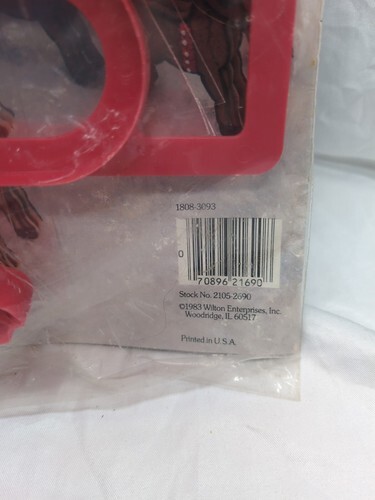 1808-3093
0
70896 21690
Stock No. 2105-2690
©1983 Wilton Enterprises, Inc.
Woodridge, IL 60517
Printed in U.S.A.